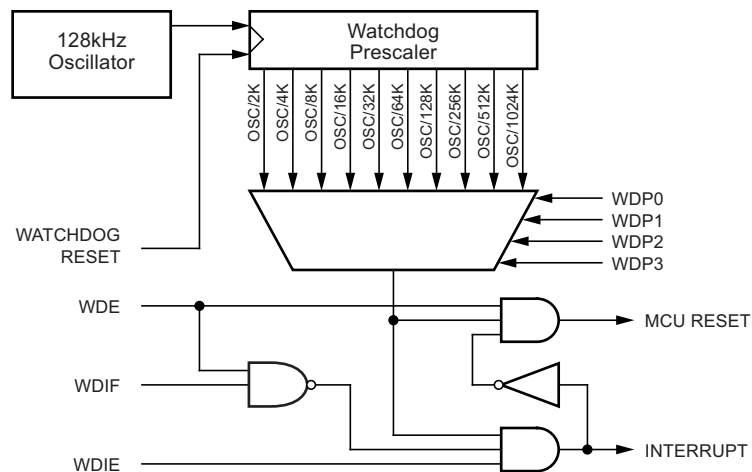 128kHz
Oscillator
Watchdog
Prescaler
OSC/2K
OSC/4K
OSC/8K
OSC/16K
OSC/32K
OSC/64K
OSC/128K
OSC/256K
OSC/512K
OSC/1024K
WDP0
WDP1
WDP2
WDP3
WATCHDOG
RESET
WDE
MCU RESET
WDIF
WDIE
INTERRUPT